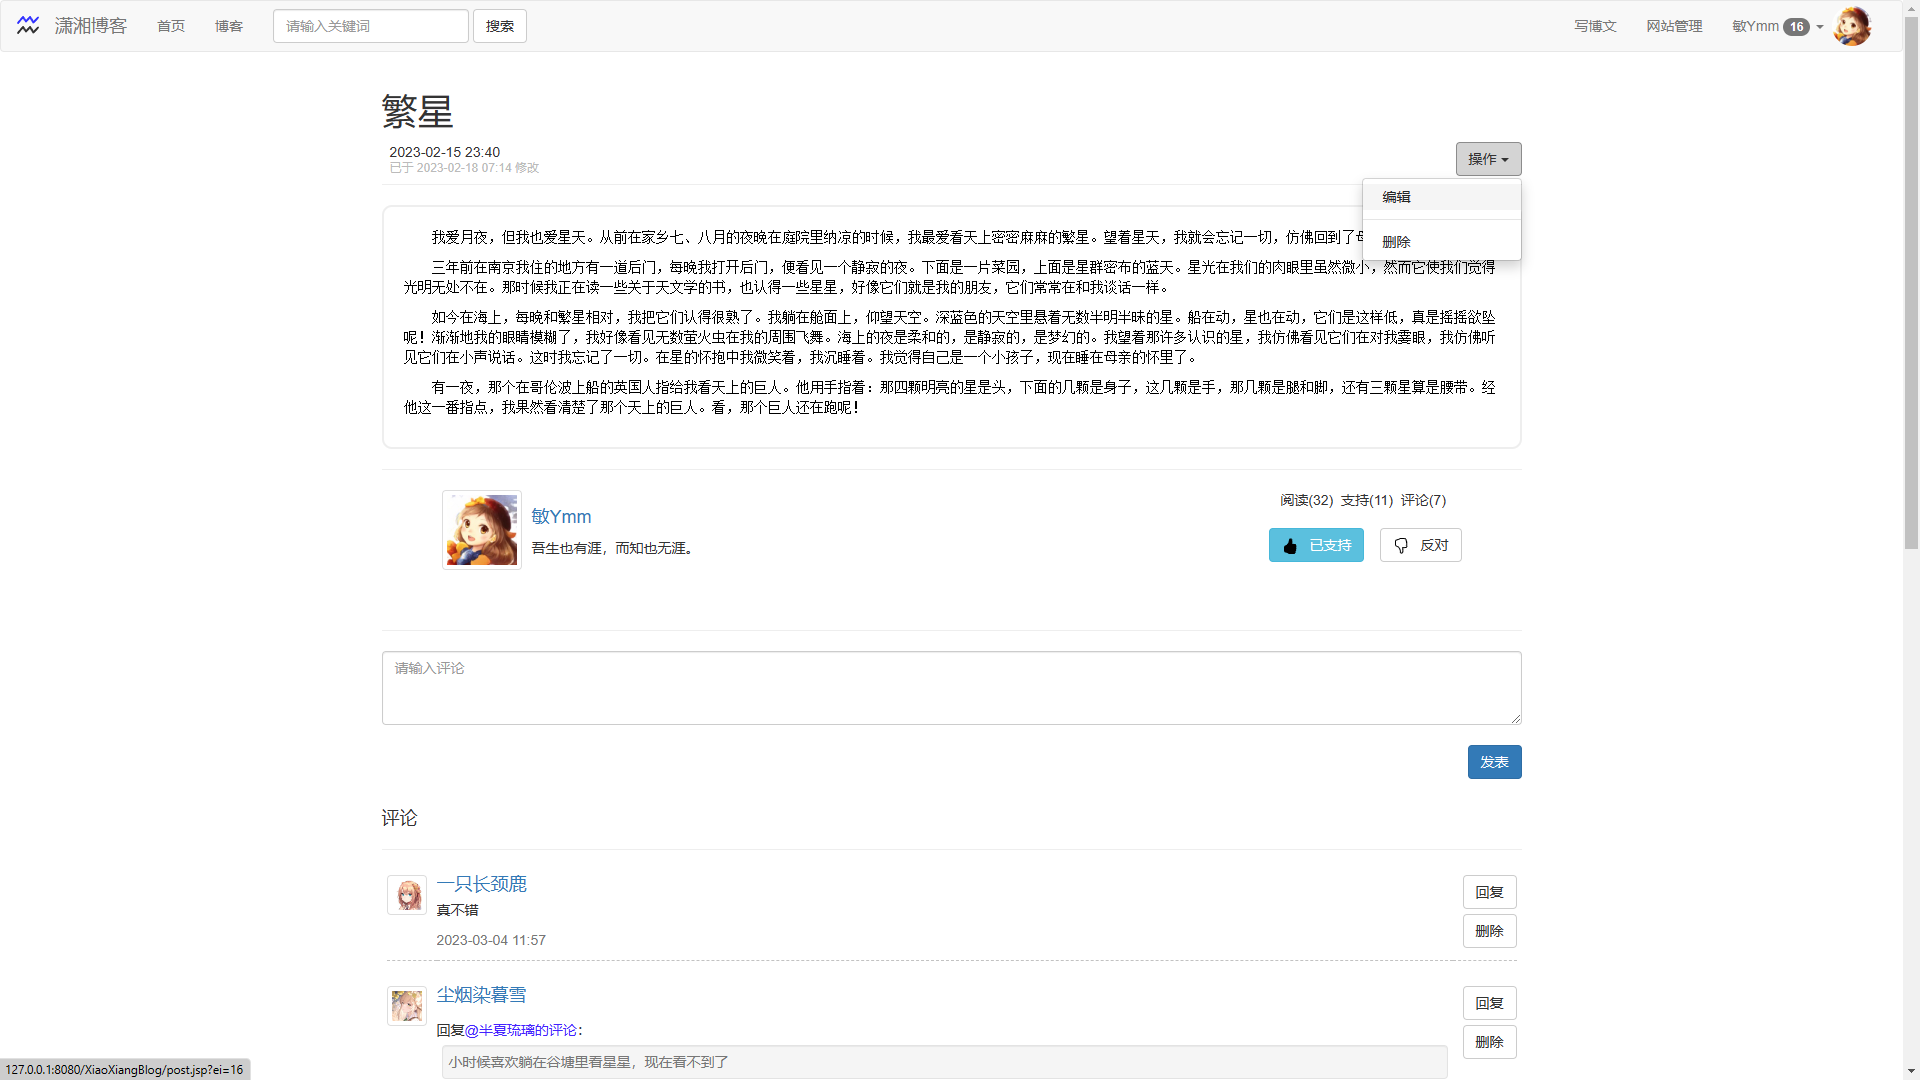 潇湘博客 首页 博客 请输入关键词 搜索 写博文 网站管理 敏Ymm 16
繁星
2023-02-15 23:40
已于 2023-02-18 07:14 修改
操作
编辑
删除
我爱月夜，但我也爱星天。从前在家乡七、八月的夜晚在庭院里纳凉的时候，我最爱看天上密密麻麻的繁星。望着星天，我就会忘记一切，仿佛回到了
三年前在南京我住的地方有一道后门，每晚我打开后门，便看见一个静寂的夜。下面是一片菜园，上面是星群密布的蓝天。星光在我们的肉眼里虽然微小，然而它使我们觉得
光明无处不在。那时候我正在读一些关于天文学的书，也认得一些星星，好像它们就是我的朋友，它们常常在和我谈话一样。
如今在海上，每晚和繁星相对，我把它们认得很熟了。我躺在舱面上，仰望天空。深蓝色的天空里悬着无数半明半昧的星。船在动，星也在动，它们是这样低，真是摇摇欲坠
呢！渐渐地我的眼睛模糊了，我好像看见无数萤火虫在我的周围飞舞。海上的夜是柔和的，是静寂的，是梦幻的。我望着那许多认识的星，我仿佛看见它们在对我霎眼，我仿佛听
见它们在小声说话。这时我忘记了一切。在星的怀抱中我微笑着，我沉睡着。我觉得自己是一个小孩子，现在睡在母亲的怀里了。
有一夜，那个在哥伦波上船的英国人指给我看天上的巨人。他用手指着：那四颗明亮的星是头，下面的几颗是身子，这几颗是手，那几颗是腿和脚，还有三颗星算是腰带。经
他这一番指点，我果然看清楚了那个天上的巨人。看，那个巨人还在跑呢！
敏Ymm
吾生也有涯，而知也无涯。
阅读(32) 支持(11) 评论(7)
已支持 反对
请输入评论
发表
评论
一只长颈鹿
真不错
2023-03-04 11:57
回复
删除
尘烟染暮雪
回复@半夏琉璃的评论：
小时候喜欢躺在谷塘里看星星，现在看不到了
回复
删除
127.0.0.1:8080/XiaoXiangBlog/post.jsp?ei=16